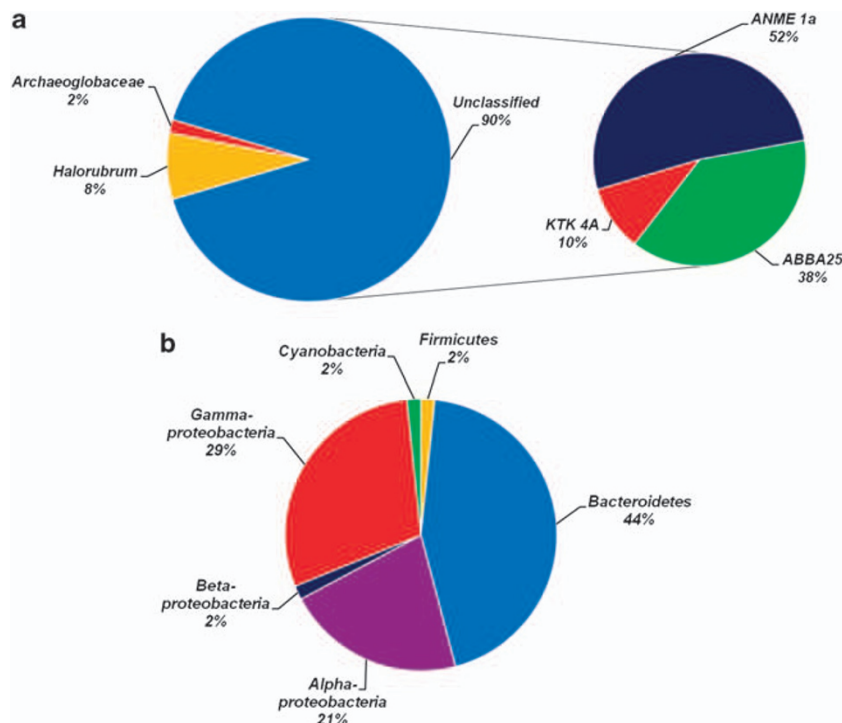 a
Archaeoglobaceae
2%
Halorubrum
8%
Unclassified
90%
ANME 1a
52%
KTK 4A
10%
ABBA25
38%
b
Cyanobacteria
2%
Firmicutes
2%
Gamma-
proteobacteria
29%
Bacteroidetes
44%
Beta-
proteobacteria
2%
Alpha-
proteobacteria
21%